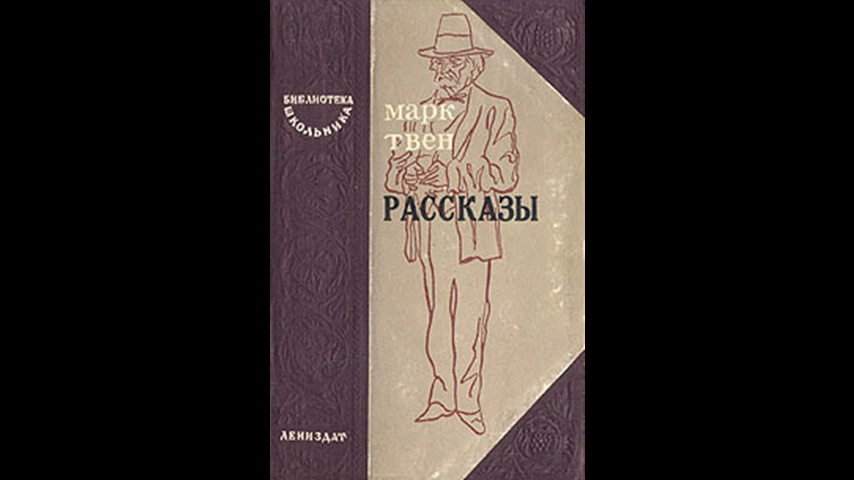 БИБЛИОТЕКА
ШКОЛЬНИКА
марк
твен
РАССКАЗЫ
ЛЕНИЗДАТ